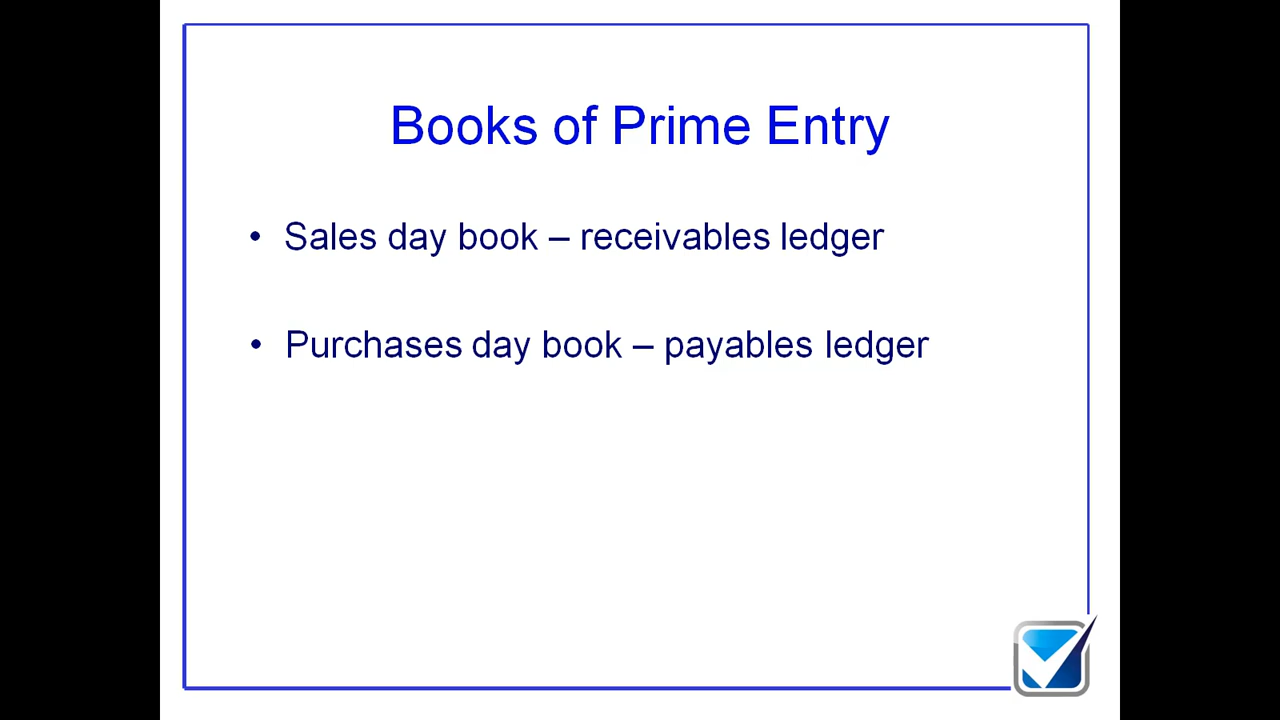 Books of Prime Entry
• Sales day book – receivables ledger
• Purchases day book – payables ledger